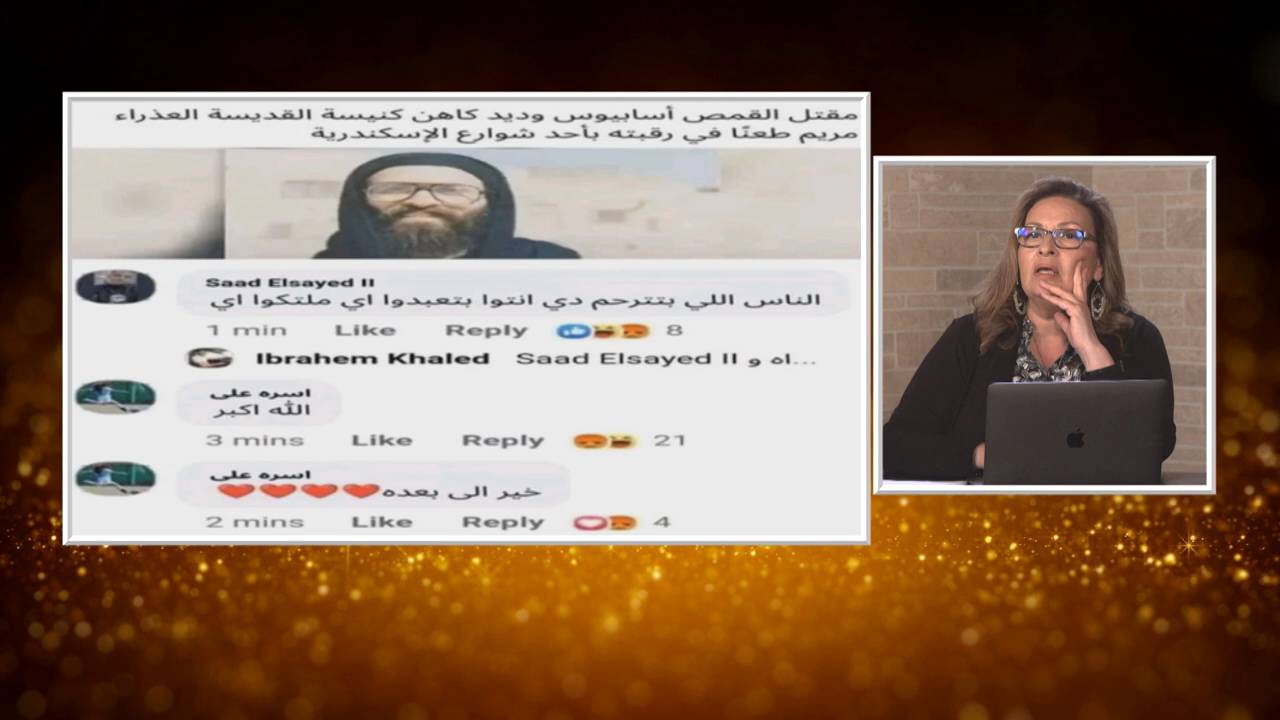 مقتل القمص أسابيوس وديد كاهن كنيسة القديسة العذراء
مريم طعنًا في رقبته بأحد شوارع الإسكندرية
Saad Elsayed II
الناس اللي بتترحم دي انتوا بتعبدوا اي ملتكوا اي
1 min Like Reply 8
Ibrahem Khaled Saad Elsayed II اه و...
اسره على
الله اكبر
3 mins Like Reply 21
اسره على
خير الى بعده❤️❤️❤️❤️
2 mins Like Reply 4